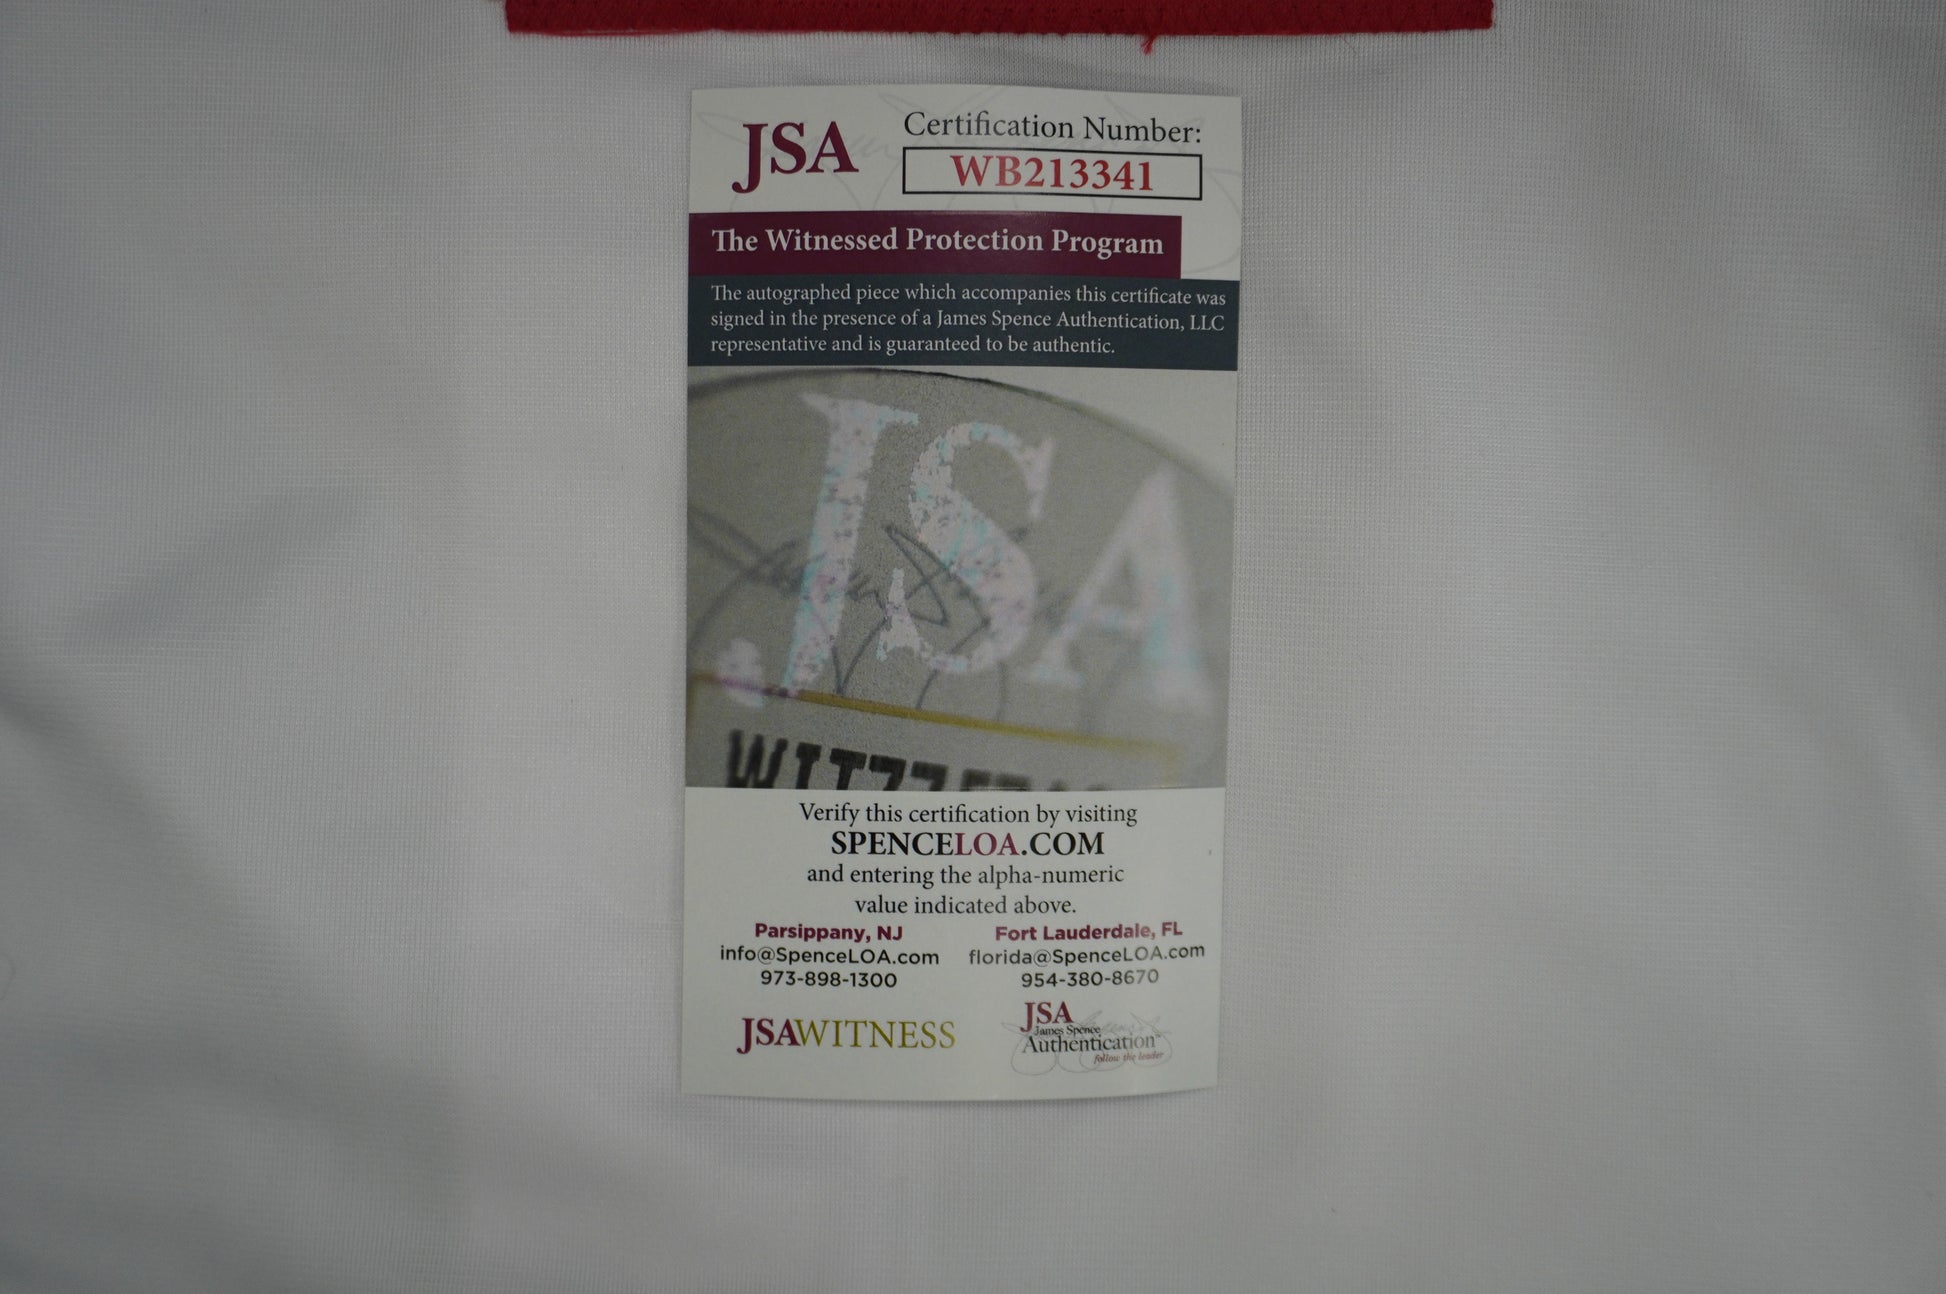 JSA
Certification Number:
WB213341
The Witnessed Protection Program
The autographed piece which accompanies this certificate was
signed in the presence of a James Spence Authentication, LLC
representative and is guaranteed to be authentic.
JSA
Verify this certification by visiting
SPENCELOA.COM
and entering the alpha-numeric
value indicated above.
Parsippany, NJ
info@SpenceLOA.com
973-898-1300
Fort Lauderdale, FL
florida@SpenceLOA.com
954-380-8670
JSAWITNESS
JSA
James Spence
Authentication
follow the leader